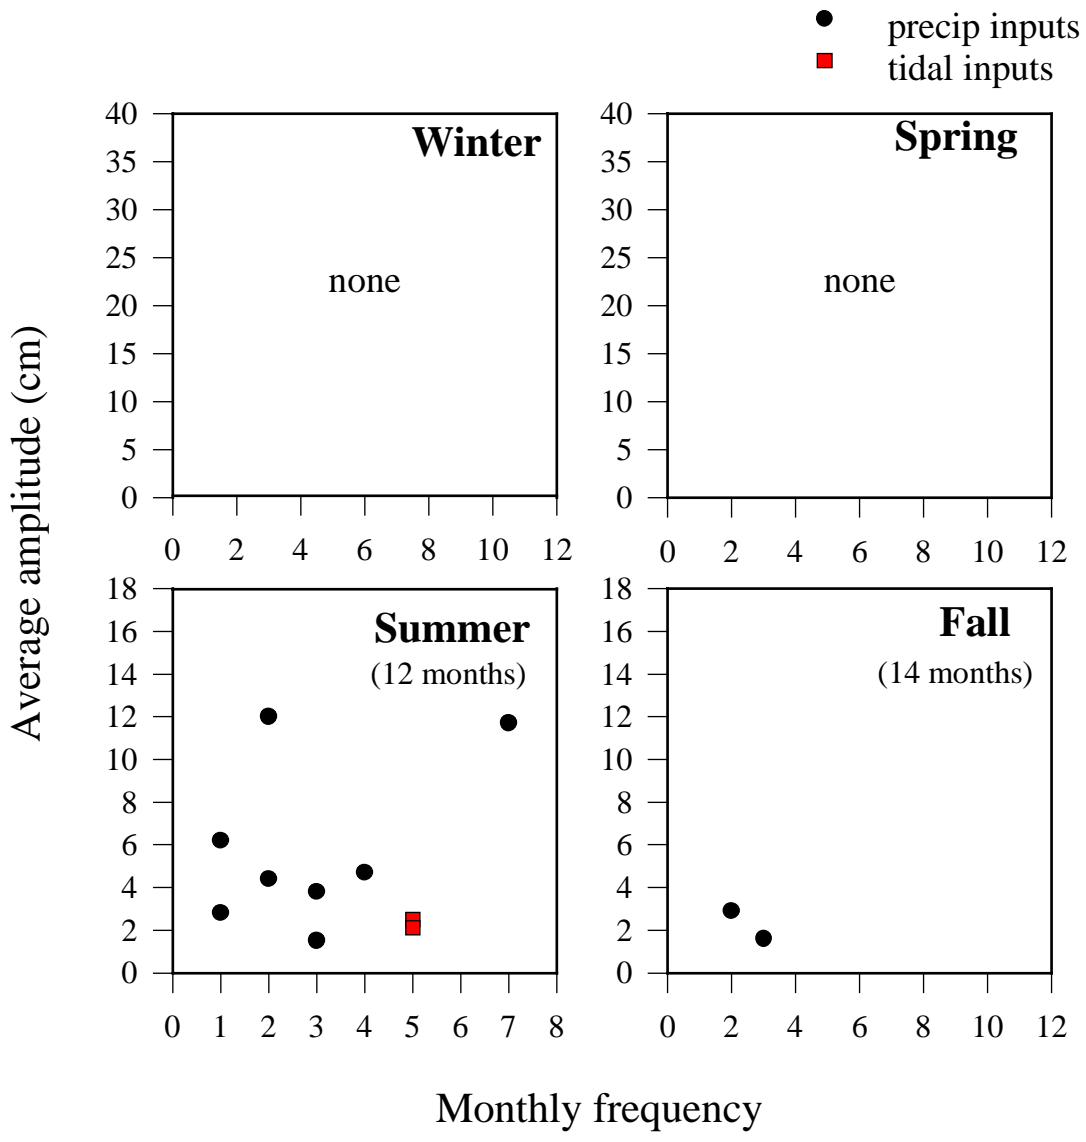 precip inputs
tidal inputs
Winter
none
40
35
30
25
20
15
10
5
0
0 2 4 6 8 10 12
Spring
none
40
35
30
25
20
15
10
5
0
0 2 4 6 8 10 12
Average amplitude (cm)
Summer
(12 months)
18
16
14
12
10
8
6
4
2
0
0 1 2 3 4 5 6 7 8
Fall
(14 months)
18
16
14
12
10
8
6
4
2
0
0 2 4 6 8 10 12
Monthly frequency